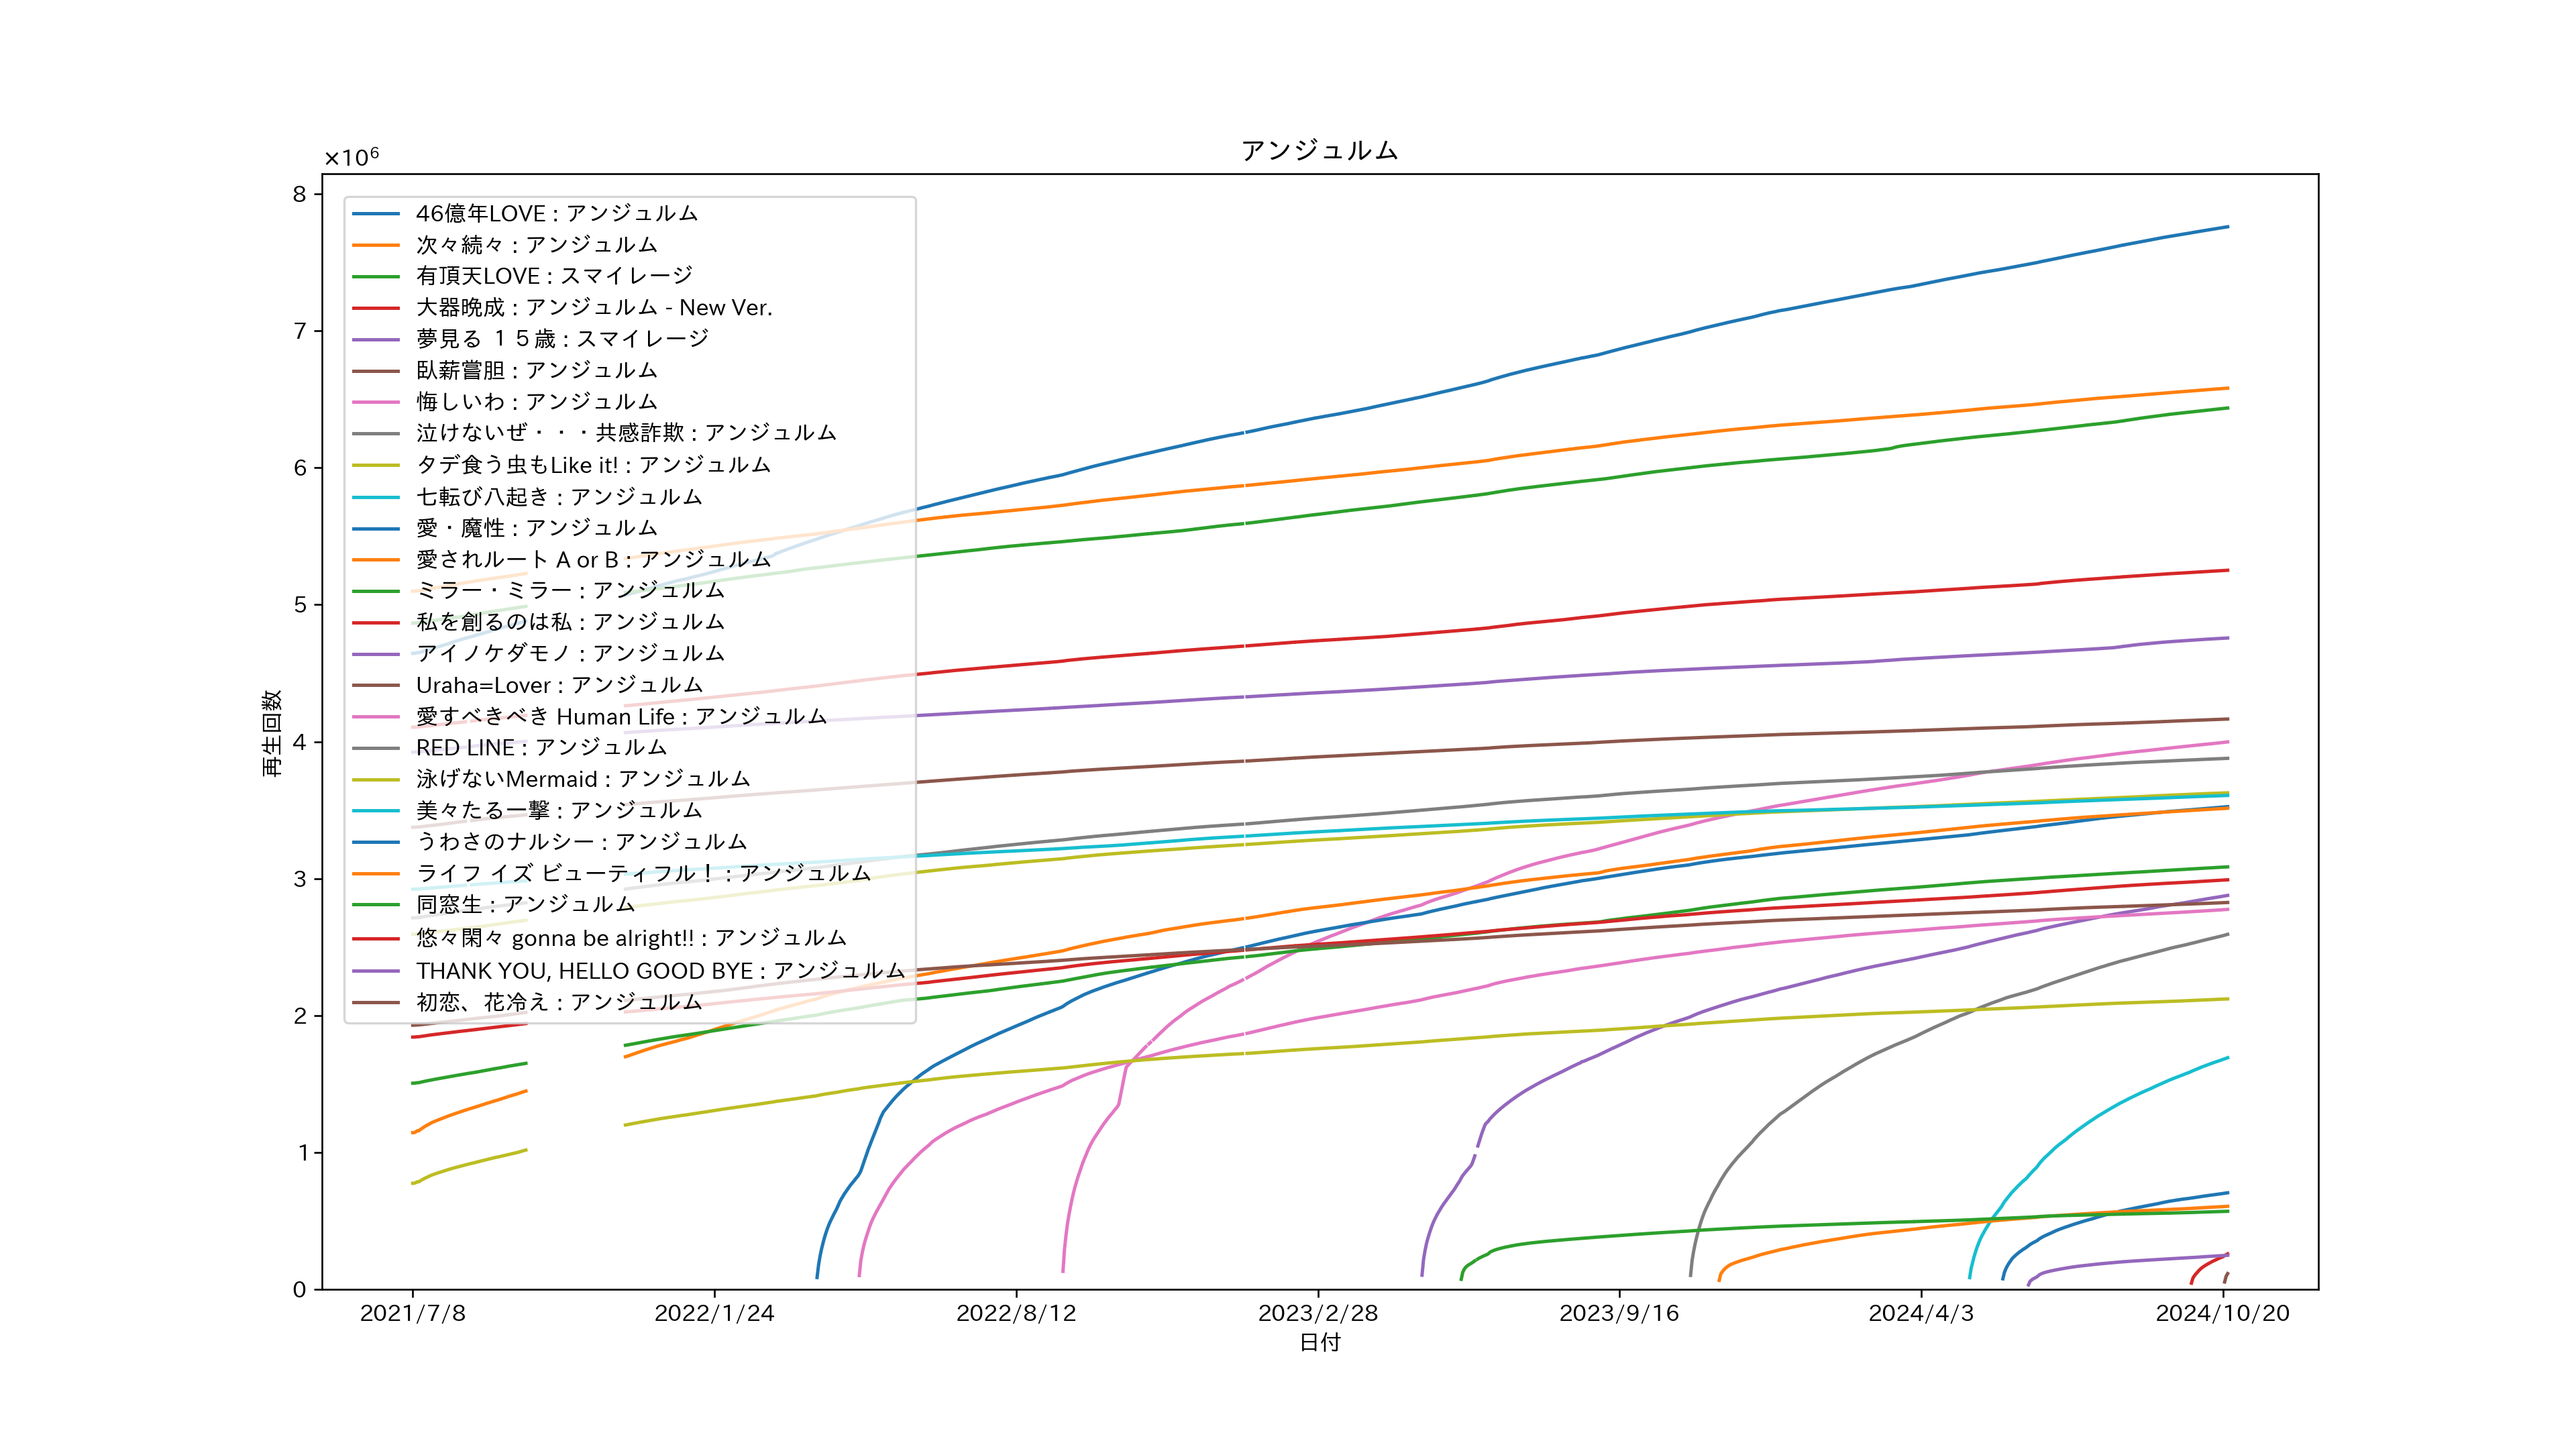 アンジュルム
×10⁶
8
7
6
5
4
3
2
1
0
再生回数
46億年LOVE : アンジュルム
次々続々 : アンジュルム
有頂天LOVE : スマイレージ
大器晩成 : アンジュルム - New Ver.
夢見る １５歳 : スマイレージ
臥薪嘗胆 : アンジュルム
悔しいわ : アンジュルム
泣けないぜ・・・共感詐欺 : アンジュルム
タデ食う虫もLike it! : アンジュルム
七転び八起き : アンジュルム
愛・魔性 : アンジュルム
愛されルート A or B : アンジュルム
ミラー・ミラー : アンジュルム
私を創るのは私 : アンジュルム
アイノケダモノ : アンジュルム
Uraha=Lover : アンジュルム
愛すべきべき Human Life : アンジュルム
RED LINE : アンジュルム
泳げないMermaid : アンジュルム
美々たる一撃 : アンジュルム
うわさのナルシー : アンジュルム
ライフ イズ ビューティフル！ : アンジュルム
同窓生 : アンジュルム
悠々閑々 gonna be alright!! : アンジュルム
THANK YOU, HELLO GOOD BYE : アンジュルム
初恋、花冷え : アンジュルム
2021/7/8 2022/1/24 2022/8/12 2023/2/28 2023/9/16 2024/4/3 2024/10/20
日付